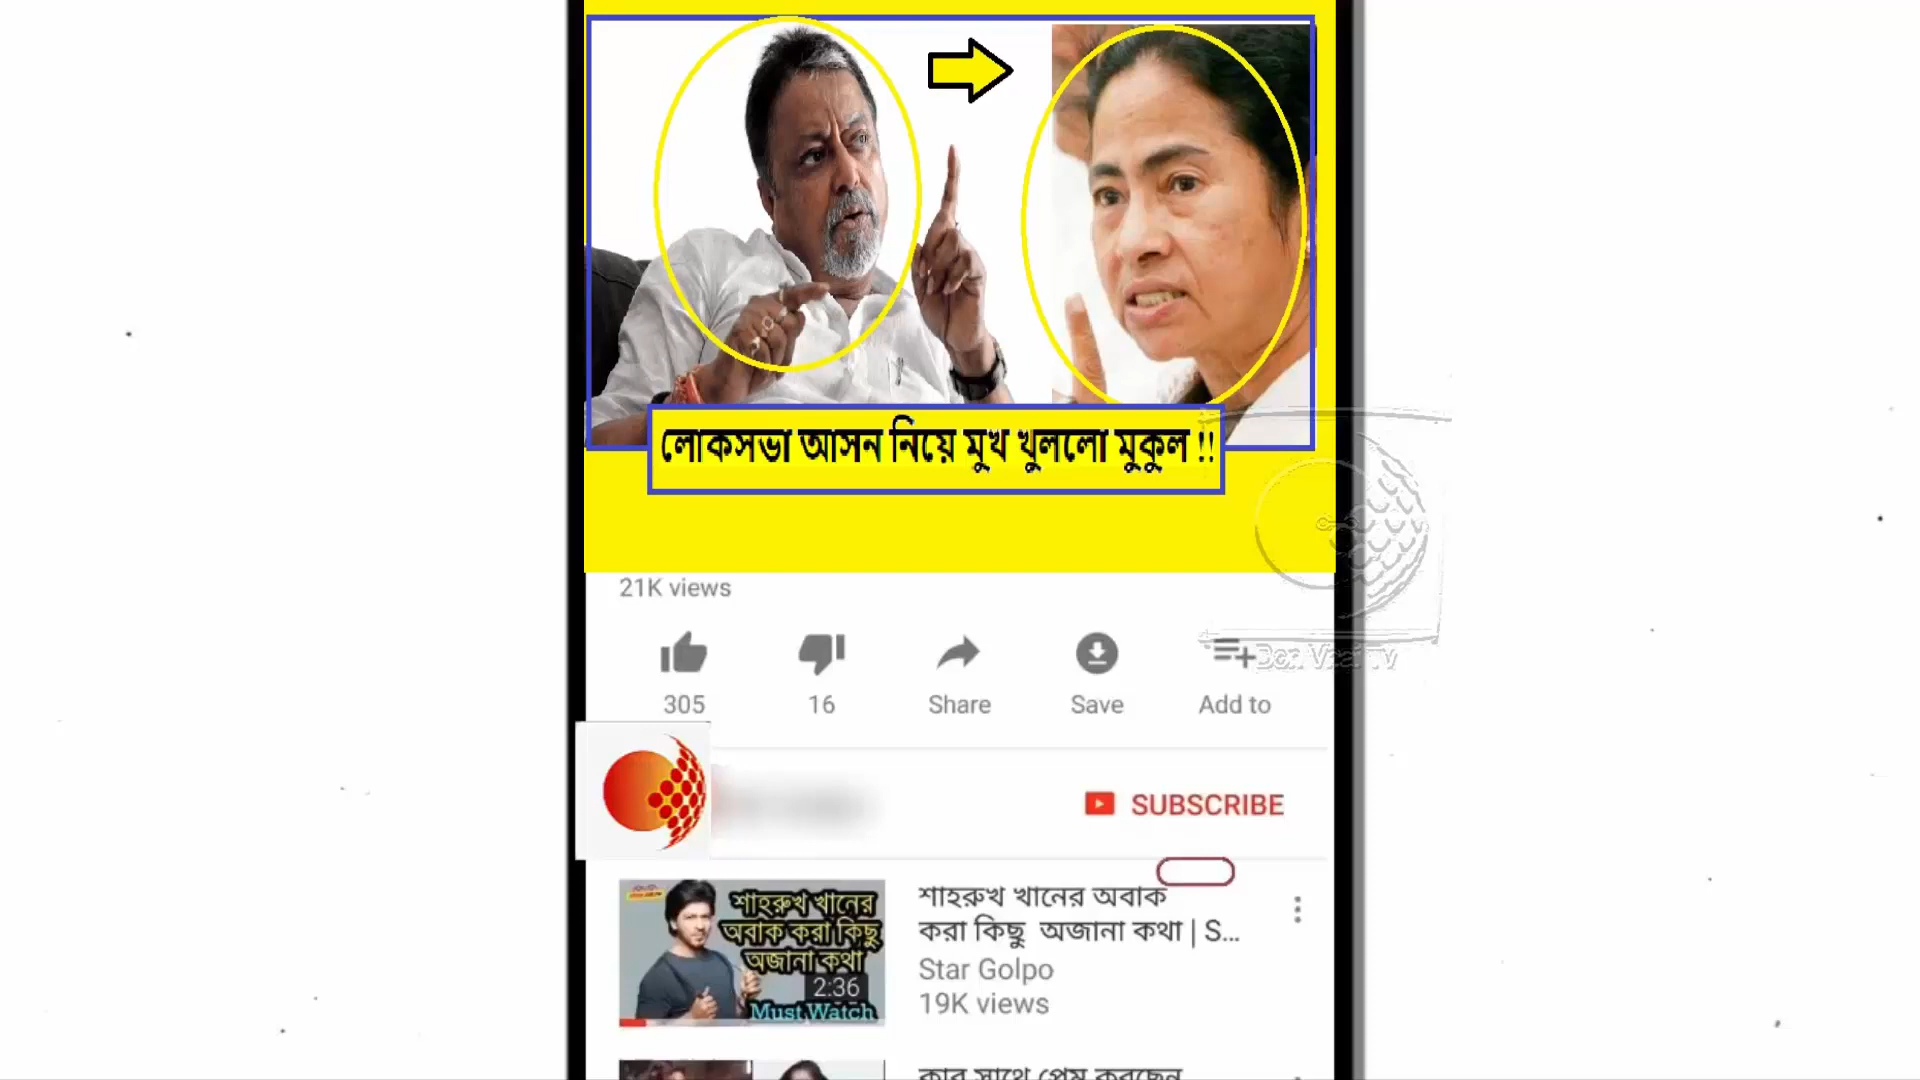 লোকসভা আসন নিয়ে মুখ খুললো মুকুল !!
21K views
305
16
Share
Save
Add to
SUBSCRIBE
শাহরুখ খানের
অবাক করা কিছু
অজানা কথা
2:36
Must Watch
শাহরুখ খানের অবাক
করা কিছু অজানা কথা | S...
Star Golpo
19K views
কার সাথে প্রেম করছেন